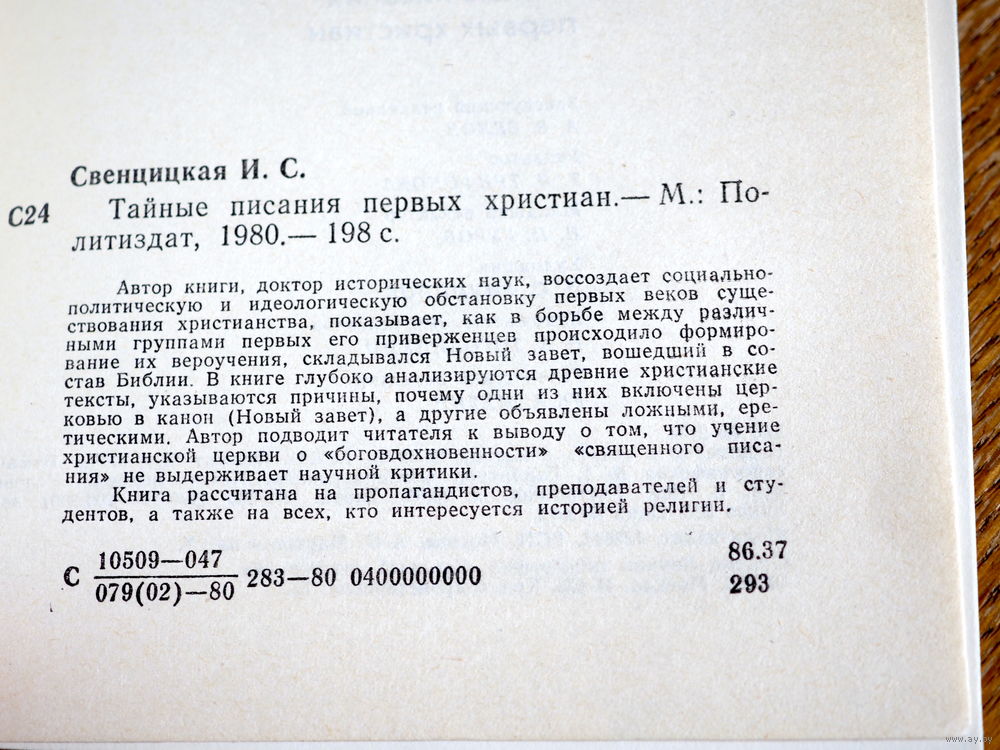 Свенцицкая И. С.
С24 Тайные писания первых христиан.— М.: По-
литиздат, 1980.— 198 с.
Автор книги, доктор исторических наук, воссоздает социально-
политическую и идеологическую обстановку первых веков суще-
ствования христианства, показывает, как в борьбе между различ-
ными группами первых его приверженцев происходило формиро-
вание их вероучения, складывался Новый завет, вошедший в со-
став Библии. В книге глубоко анализируются древние христианские
тексты, указываются причины, почему одни из них включены цер-
ковью в канон (Новый завет), а другие объявлены ложными, ере-
тическими. Автор подводит читателя к выводу о том, что учение
христианской церкви о «боговдохновенности» «священного писа-
ния» не выдерживает научной критики.
Книга рассчитана на пропагандистов, преподавателей и сту-
дентов, а также на всех, кто интересуется историей религии.
С 10509—047
079(02)—80 283—80 0400000000
86.37
293
www.ay.by